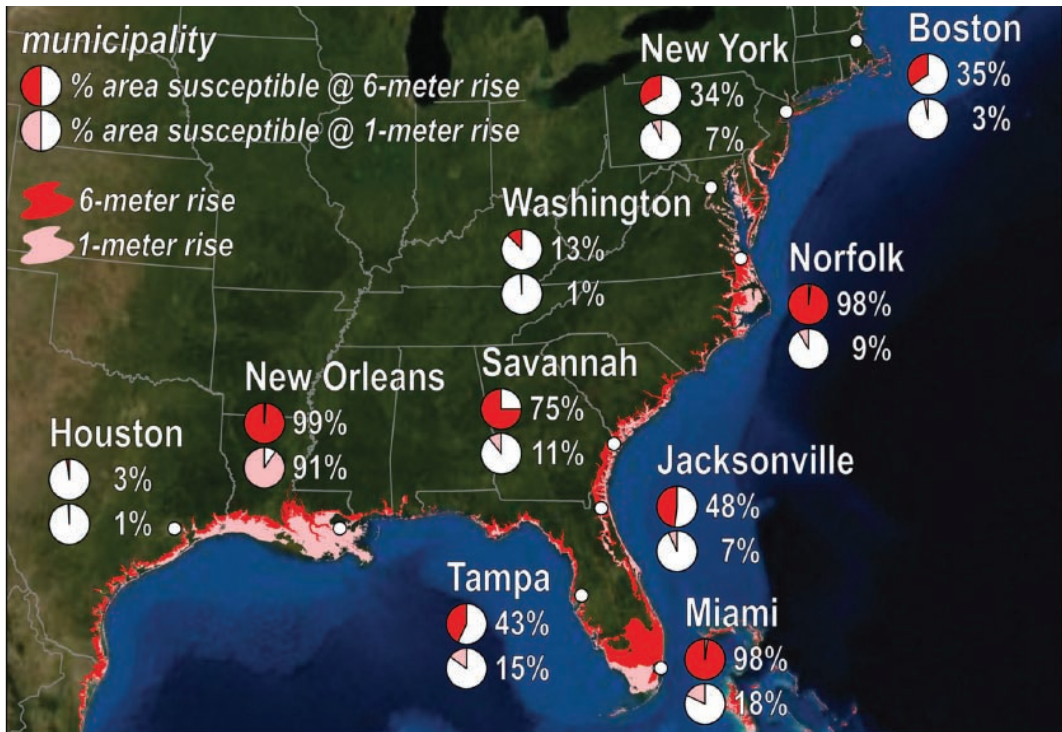 municipality
% area susceptible @ 6-meter rise
% area susceptible @ 1-meter rise
6-meter rise
1-meter rise
New York
34%
7%
Boston
35%
3%
Washington
13%
1%
Norfolk
98%
9%
New Orleans
99%
91%
Savannah
75%
11%
Houston
3%
1%
Jacksonville
48%
7%
Tampa
43%
15%
Miami
98%
18%